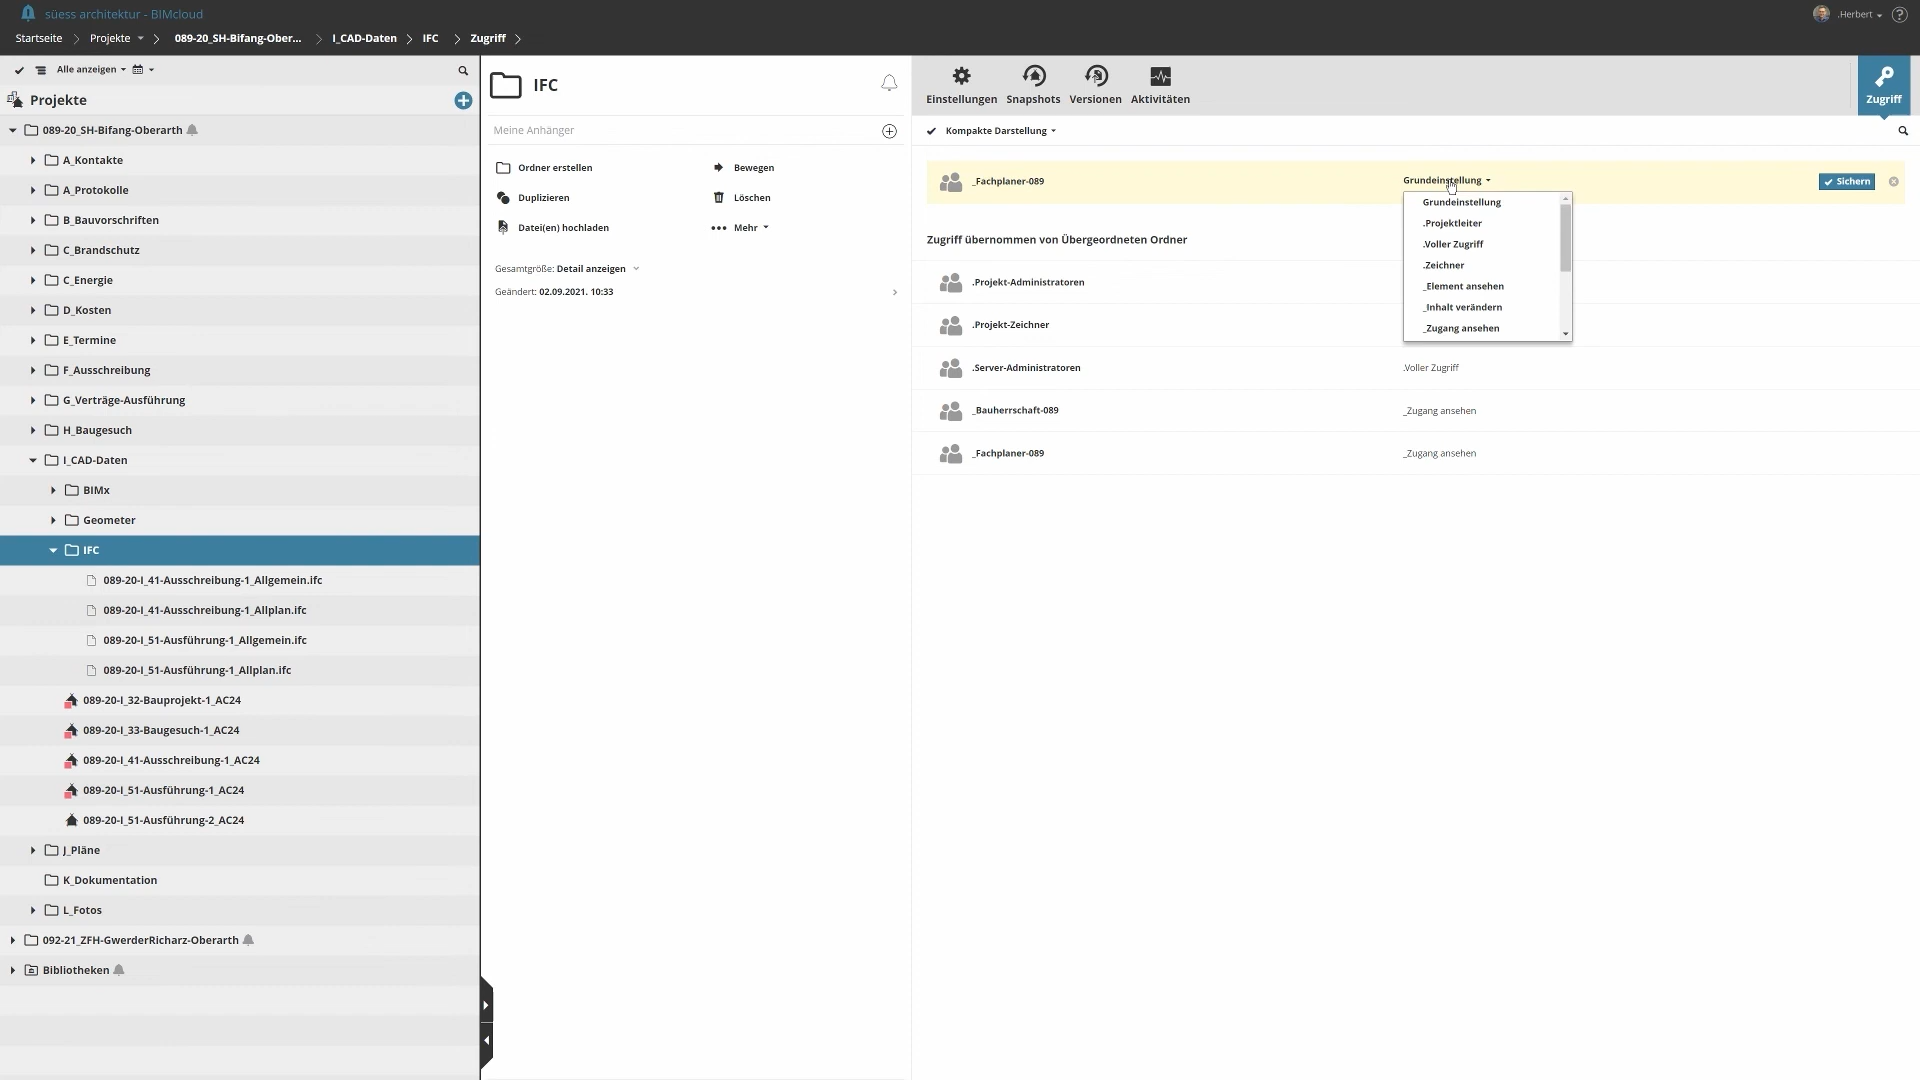 süess architektur - BIMcloud
.Herbert
Startseite
Projekte
089-20_SH-Bifang-Ober...
I_CAD-Daten
IFC
Zugriff
Alle anzeigen
Projekte
089-20_SH-Bifang-Oberarth
A_Kontakte
A_Protokolle
B_Bauvorschriften
C_Brandschutz
C_Energie
D_Kosten
E_Termine
F_Ausschreibung
G_Verträge-Ausführung
H_Baugesuch
I_CAD-Daten
BIMx
Geometer
IFC
089-20-I_41-Ausschreibung-1_Allgemein.ifc
089-20-I_41-Ausschreibung-1_Allplan.ifc
089-20-I_51-Ausführung-1_Allgemein.ifc
089-20-I_51-Ausführung-1_Allplan.ifc
089-20-I_32-Bauprojekt-1_AC24
089-20-I_33-Baugesuch-1_AC24
089-20-I_41-Ausschreibung-1_AC24
089-20-I_51-Ausführung-1_AC24
089-20-I_51-Ausführung-2_AC24
J_Pläne
K_Dokumentation
L_Fotos
092-21_ZFH-GwerderRicharz-Oberarth
Bibliotheken
IFC
Meine Anhänger
Ordner erstellen
Bewegen
Duplizieren
Löschen
Datei(en) hochladen
Mehr
Gesamtgröße: Detail anzeigen
Geändert: 02.09.2021. 10:33
Einstellungen
Snapshots
Versionen
Aktivitäten
Zugriff
Kompakte Darstellung
_Fachplaner-089
Grundeinstellung
Sichern
Grundeinstellung
.Projektleiter
.Voller Zugriff
.Zeichner
_Element ansehen
_Inhalt verändern
_Zugang ansehen
Zugriff übernommen von Übergeordneten Ordner
.Projekt-Administratoren
.Projekt-Zeichner
.Server-Administratoren
.Voller Zugriff
_Bauherrschaft-089
_Zugang ansehen
_Fachplaner-089
_Zugang ansehen